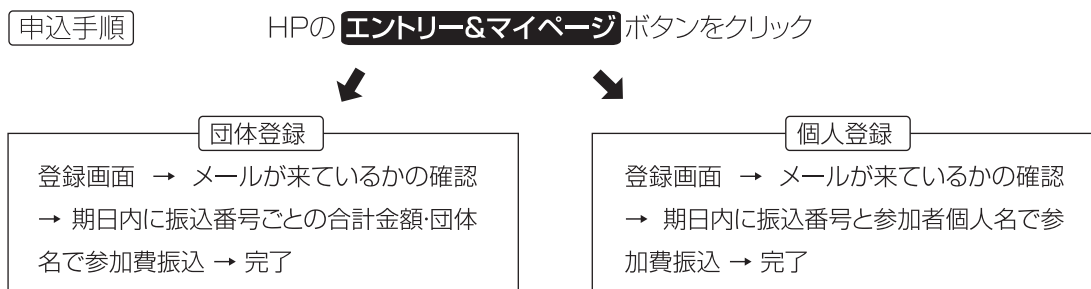 申込手順
HPの エントリー&マイページ ボタンをクリック
団体登録
登録画面 → メールが来ているかの確認
→ 期日内に振込番号ごとの合計金額・団体
名で参加費振込 → 完了
個人登録
登録画面 → メールが来ているかの確認
→ 期日内に振込番号と参加者個人名で参
加費振込 → 完了